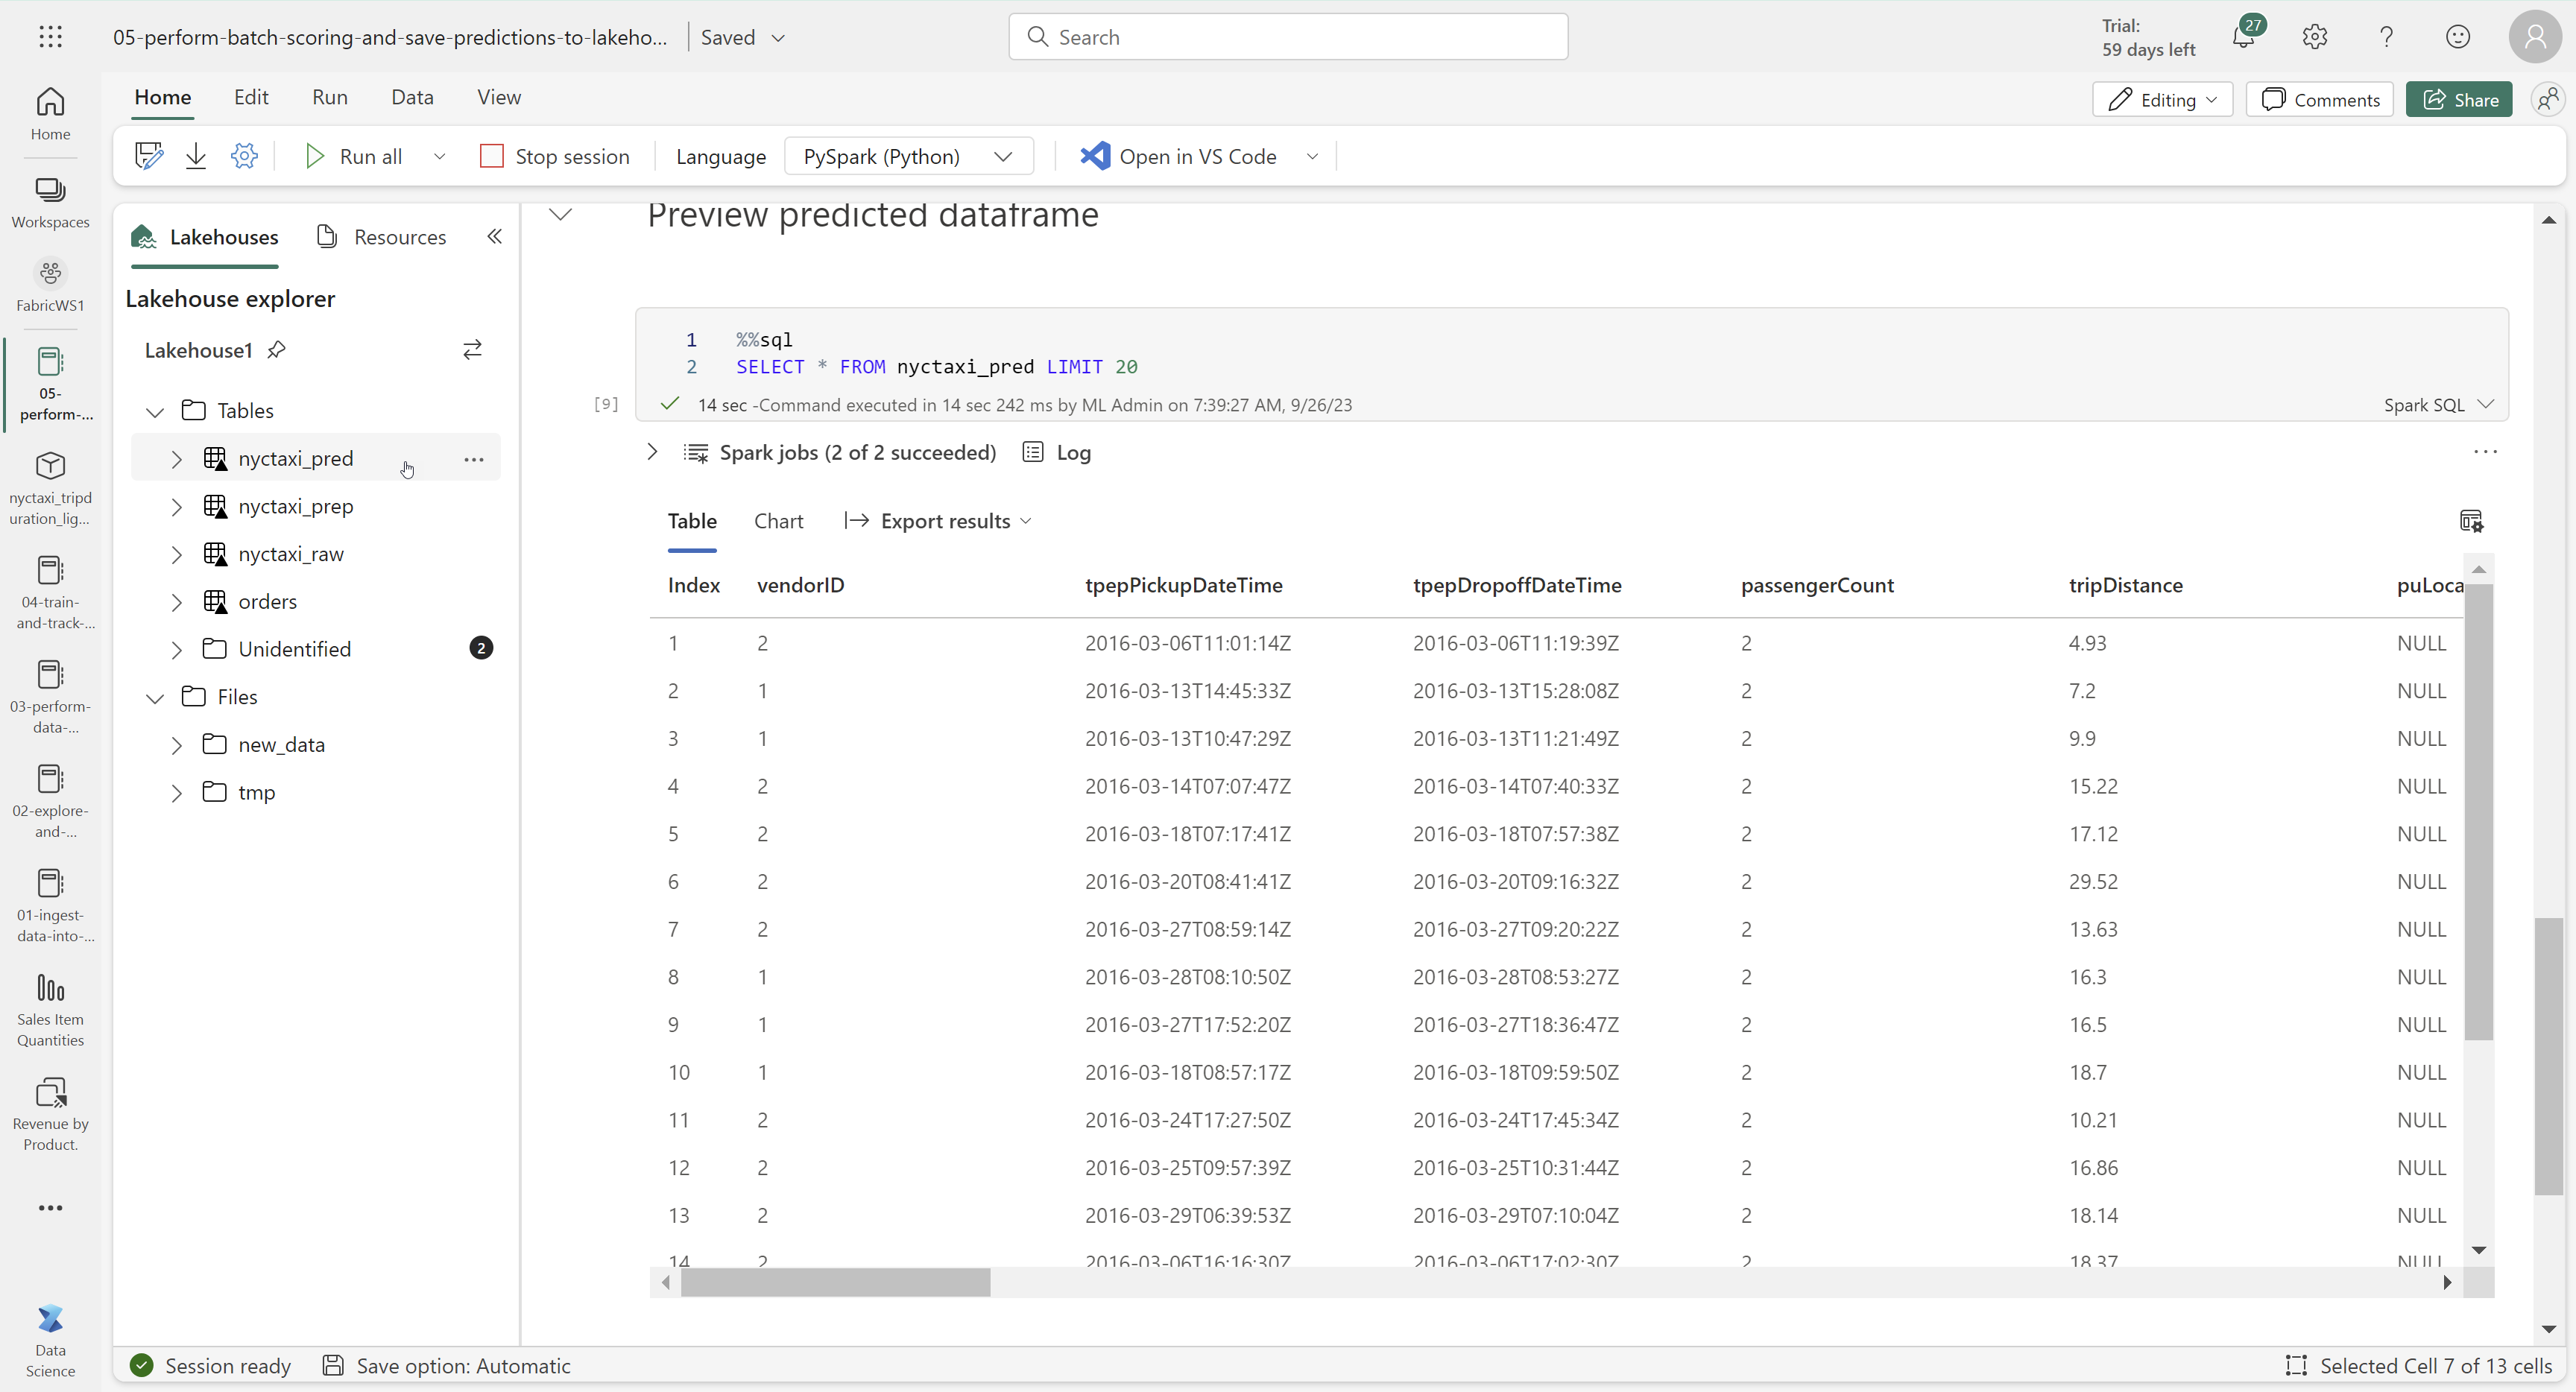 05-perform-batch-scoring-and-save-predictions-to-lakeho...
Saved
Search
Trial:
59 days left
27
Home
Edit
Run
Data
View
Editing
Comments
Share
Run all
Stop session
Language
PySpark (Python)
Open in VS Code
Home
Workspaces
FabricWS1
05-
perform-...
nyctaxi_tripd
uration_lig...
04-train-
and-track-...
03-perform-
data-...
02-explore-
and-...
01-ingest-
data-into-...
Sales Item
Quantities
Revenue by
Product.
Data
Science
Lakehouses
Resources
Lakehouse explorer
Lakehouse1
Tables
nyctaxi_pred
nyctaxi_prep
nyctaxi_raw
orders
Unidentified
2
Files
new_data
tmp
Preview predicted dataframe
1 %%sql
2 SELECT * FROM nyctaxi_pred LIMIT 20
[9]
14 sec -Command executed in 14 sec 242 ms by ML Admin on 7:39:27 AM, 9/26/23
Spark SQL
Spark jobs (2 of 2 succeeded)
Log
Table
Chart
Export results
Index vendorID tpepPickupDateTime tpepDropoffDateTime passengerCount tripDistance puLoca
1 2 2016-03-06T11:01:14Z 2016-03-06T11:19:39Z 2 4.93 NULL
2 1 2016-03-13T14:45:33Z 2016-03-13T15:28:08Z 2 7.2 NULL
3 1 2016-03-13T10:47:29Z 2016-03-13T11:21:49Z 2 9.9 NULL
4 2 2016-03-14T07:07:47Z 2016-03-14T07:40:33Z 2 15.22 NULL
5 2 2016-03-18T07:17:41Z 2016-03-18T07:57:38Z 2 17.12 NULL
6 2 2016-03-20T08:41:41Z 2016-03-20T09:16:32Z 2 29.52 NULL
7 2 2016-03-27T08:59:14Z 2016-03-27T09:20:22Z 2 13.63 NULL
8 1 2016-03-28T08:10:50Z 2016-03-28T08:53:27Z 2 16.3 NULL
9 1 2016-03-27T17:52:20Z 2016-03-27T18:36:47Z 2 16.5 NULL
10 1 2016-03-18T08:57:17Z 2016-03-18T09:59:50Z 2 18.7 NULL
11 2 2016-03-24T17:27:50Z 2016-03-24T17:45:34Z 2 10.21 NULL
12 2 2016-03-25T09:57:39Z 2016-03-25T10:31:44Z 2 16.86 NULL
13 2 2016-03-29T06:39:53Z 2016-03-29T07:10:04Z 2 18.14 NULL
14 2 2016-03-06T16:16:30Z 2016-03-06T17:02:30Z 2 18.37 NULL
Session ready
Save option: Automatic
Selected Cell 7 of 13 cells